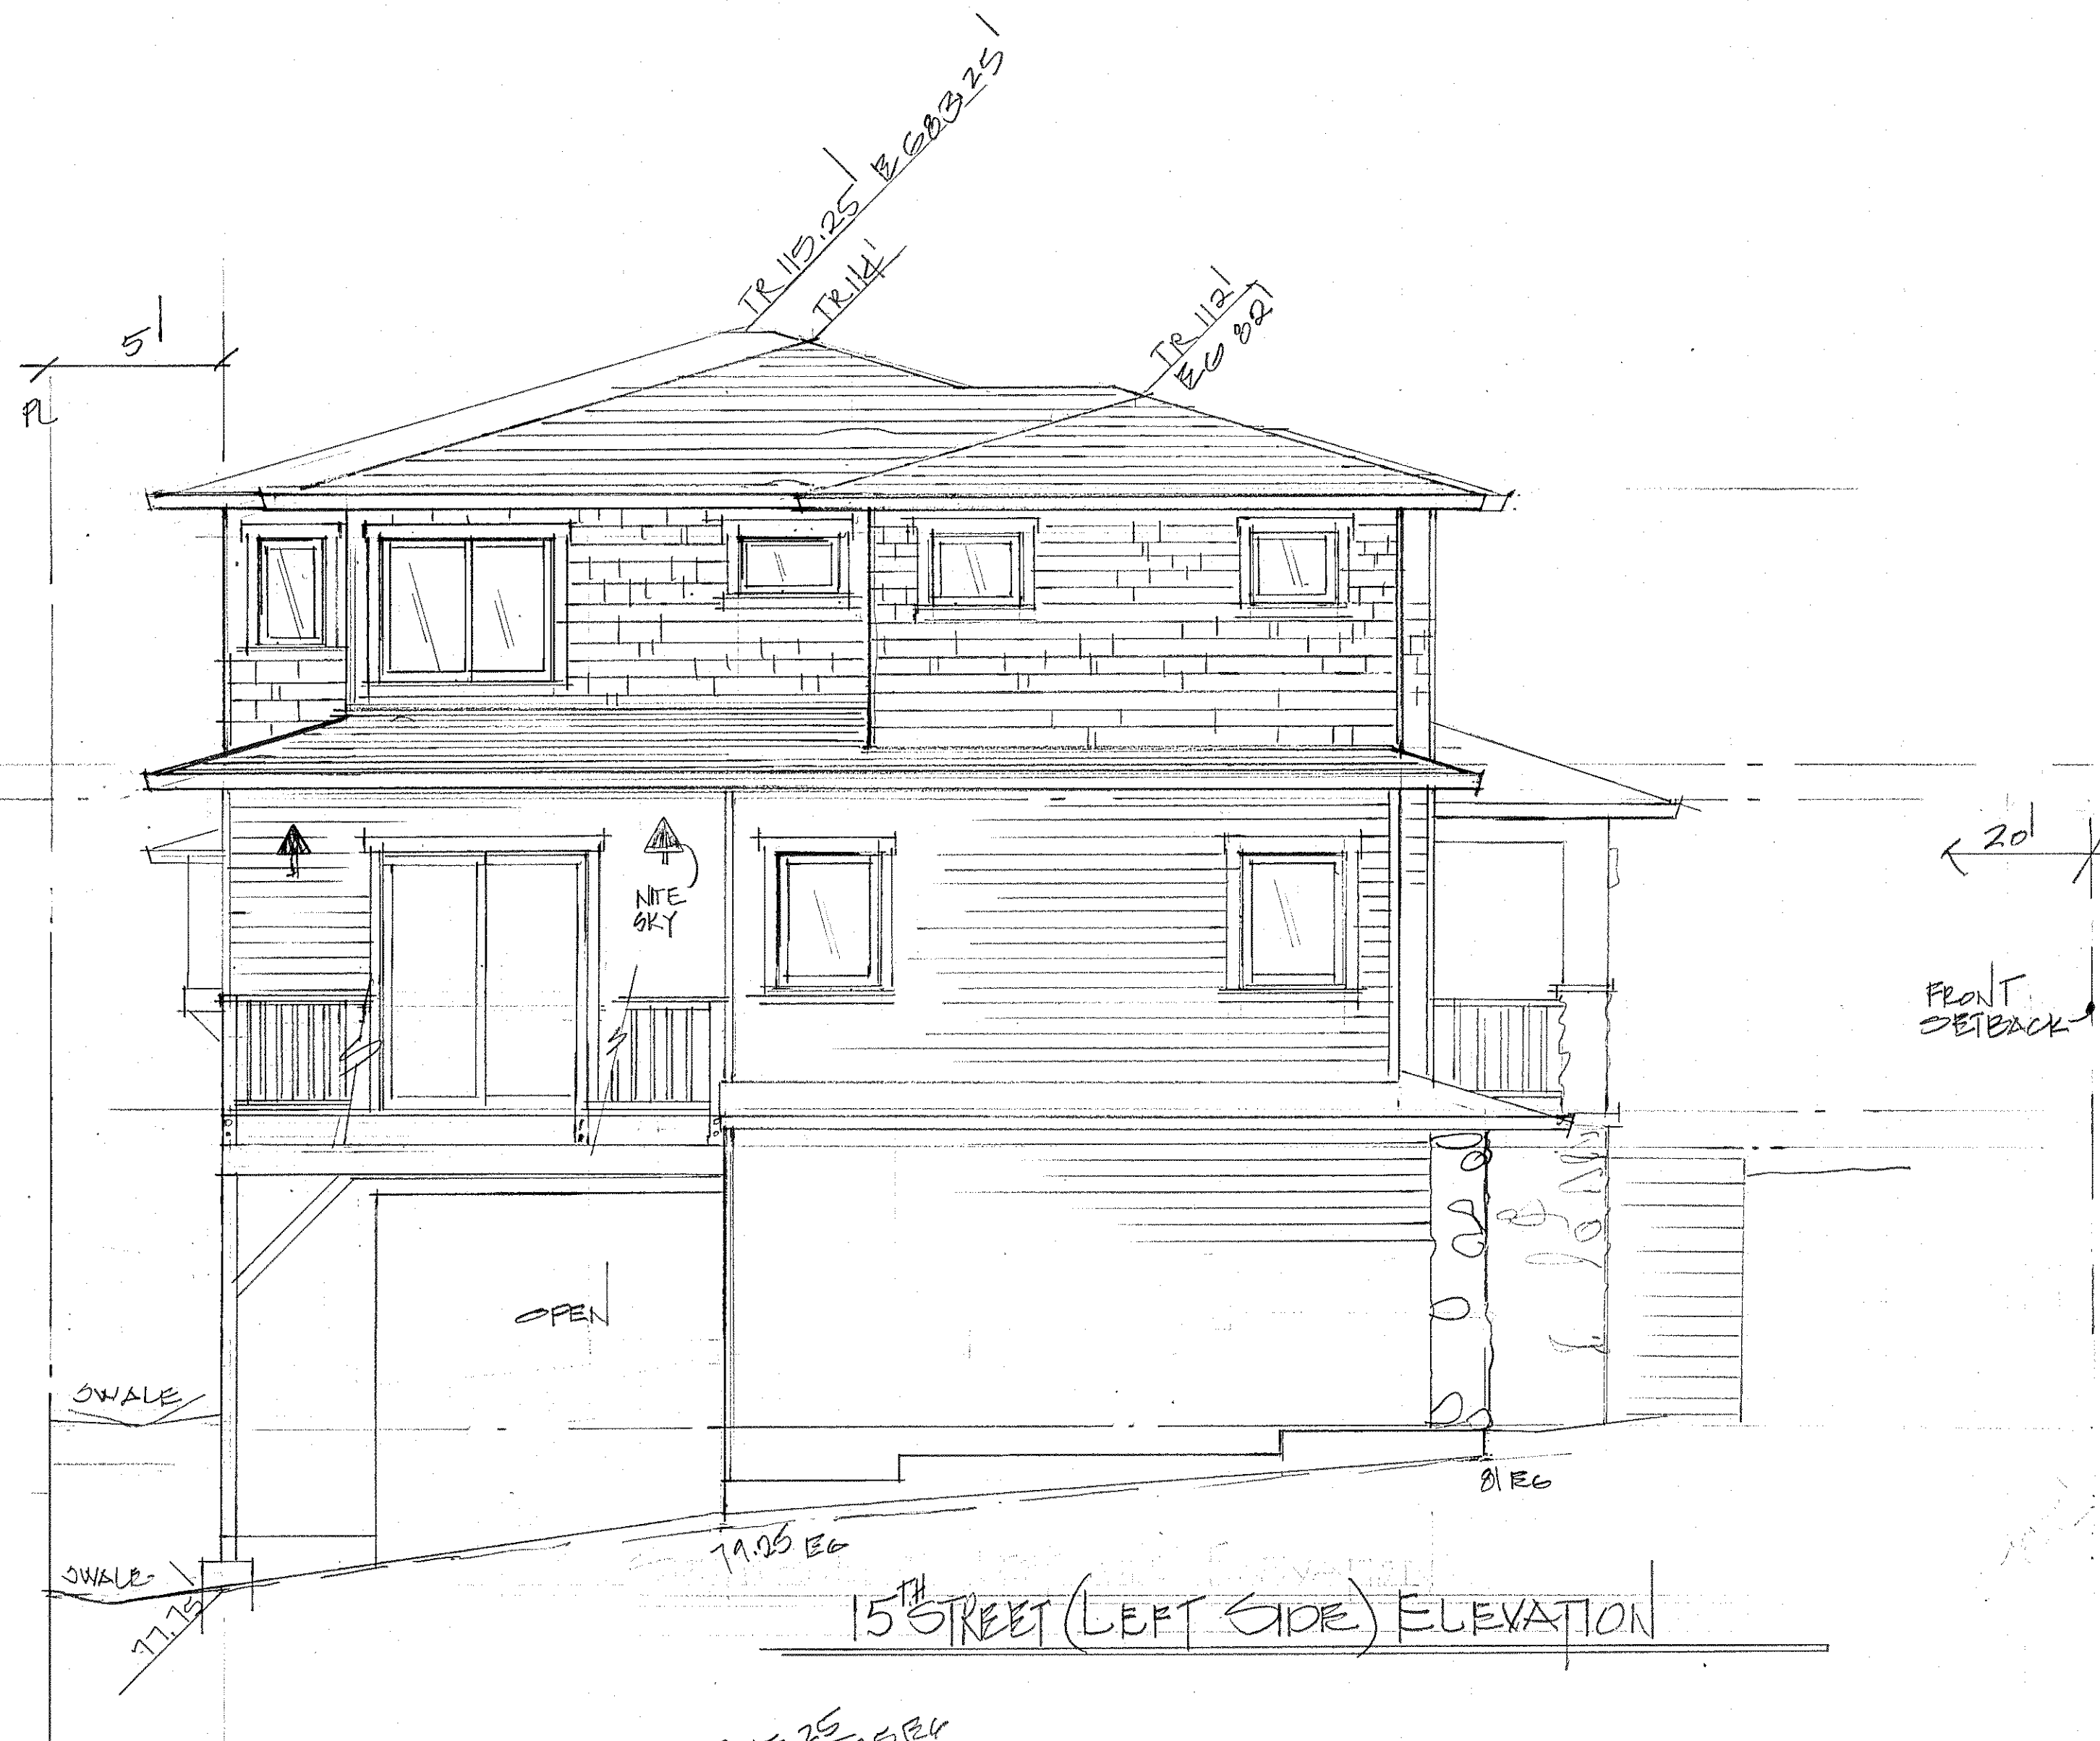 TR 115.25' EG 83.25'
TR 114'
TR 112'
EG 82'
5'
PL
NITE
SKY
20'
FRONT
SETBACK
OPEN
SWALE
81 EG
79.25 EG
SWALE
77.75'
15TH STREET (LEFT SIDE) ELEVATION